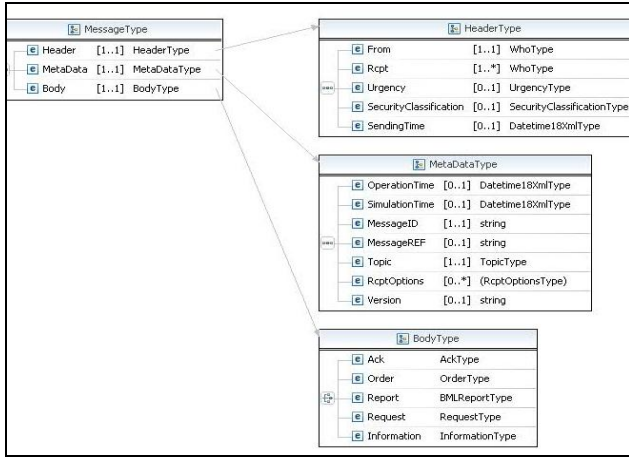 MessageType
Header [1..1] HeaderType
MetaData [1..1] MetaDataType
Body [1..1] BodyType
HeaderType
From [1..1] WhoType
Rcpt [1..*] WhoType
Urgency [0..1] UrgencyType
SecurityClassification [0..1] SecurityClassificationType
SendingTime [0..1] Datetime18XmlType
MetaDataType
OperationTime [0..1] Datetime18XmlType
SimulationTime [0..1] Datetime18XmlType
MessageID [1..1] string
MessageREF [0..1] string
Topic [1..1] TopicType
RcptOptions [0..*] (RcptOptionsType)
Version [0..1] string
BodyType
Ack AckType
Order OrderType
Report BMLReportType
Request RequestType
Information InformationType